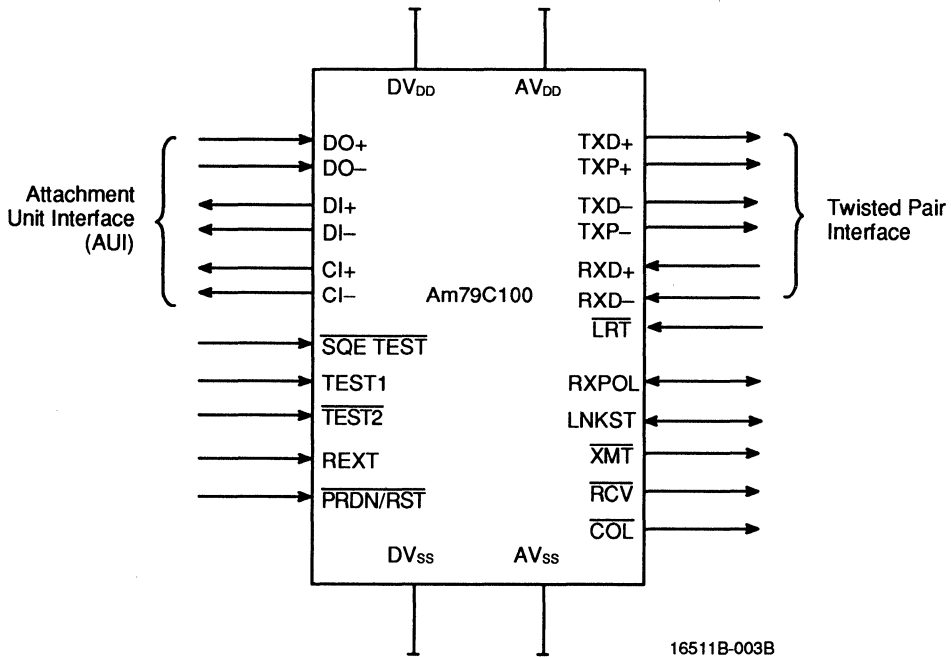 DVDD AVDD
Attachment
Unit Interface
(AUI)
DO+
DO–
DI+
DI–
CI+
CI–
SQE TEST
TEST1
TEST2
REXT
PRDN/RST
Am79C100
TXD+
TXP+
TXD–
TXP–
RXD+
RXD–
LRT
RXPOL
LNKST
XMT
RCV
COL
Twisted Pair
Interface
DVSS AVSS
16511B-003B